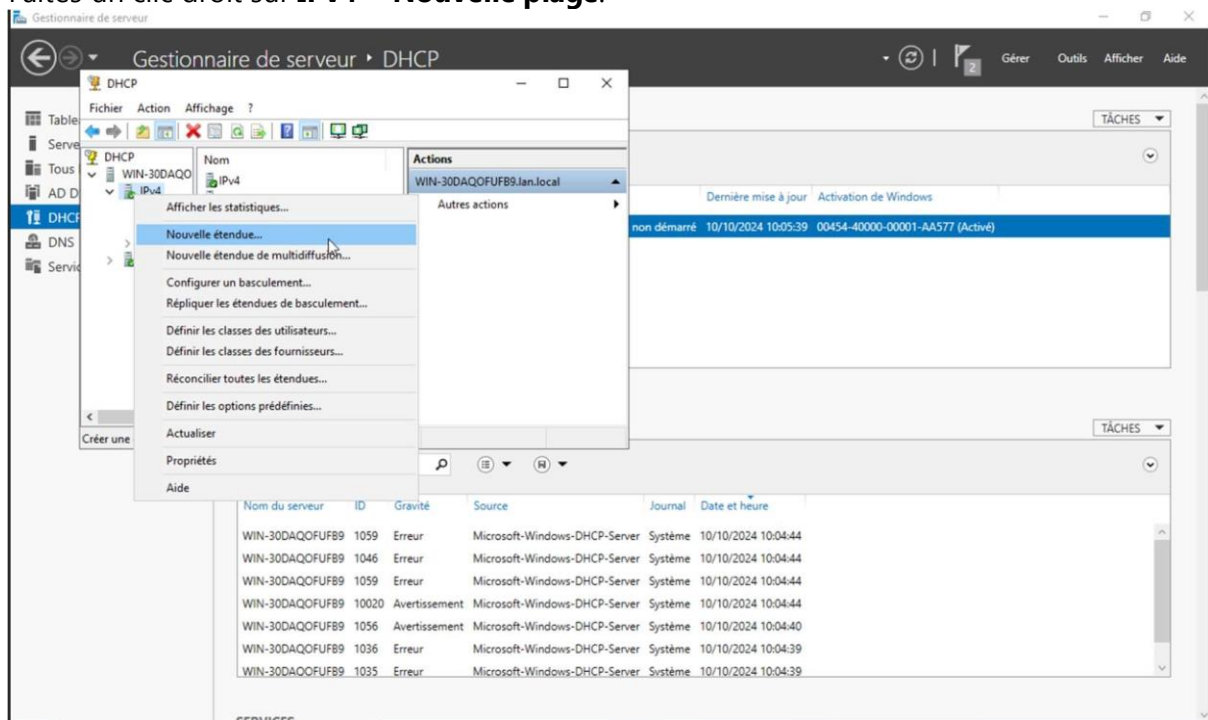 Gestionnaire de serveur
Gestionnaire de serveur • DHCP
2
Gérer Outils Afficher Aide
DHCP
Fichier Action Affichage ?
Table
Serve
Tous
AD D
DHCP
DNS
Servic
DHCP
WIN-30DAQO
IPv4
Nom
IPv4
Actions
WIN-30DAQOFUFB9.lan.local
Autres actions
Afficher les statistiques...
Nouvelle étendue...
Nouvelle étendue de multidiffusion...
Configurer un basculement...
Répliquer les étendues de basculement...
Définir les classes des utilisateurs...
Définir les classes des fournisseurs...
Réconcilier toutes les étendues...
Définir les options prédéfinies...
Actualiser
Propriétés
Aide
Créer une
TÂCHES
Dernière mise à jour Activation de Windows
non démarré 10/10/2024 10:05:39 00454-40000-00001-AA577 (Activé)
TÂCHES
Nom du serveur ID Gravité Source Journal Date et heure
WIN-30DAQOFUFB9 1059 Erreur Microsoft-Windows-DHCP-Server Système 10/10/2024 10:04:44
WIN-30DAQOFUFB9 1046 Erreur Microsoft-Windows-DHCP-Server Système 10/10/2024 10:04:44
WIN-30DAQOFUFB9 1059 Erreur Microsoft-Windows-DHCP-Server Système 10/10/2024 10:04:44
WIN-30DAQOFUFB9 10020 Avertissement Microsoft-Windows-DHCP-Server Système 10/10/2024 10:04:44
WIN-30DAQOFUFB9 1056 Avertissement Microsoft-Windows-DHCP-Server Système 10/10/2024 10:04:40
WIN-30DAQOFUFB9 1036 Erreur Microsoft-Windows-DHCP-Server Système 10/10/2024 10:04:39
WIN-30DAQOFUFB9 1035 Erreur Microsoft-Windows-DHCP-Server Système 10/10/2024 10:04:39